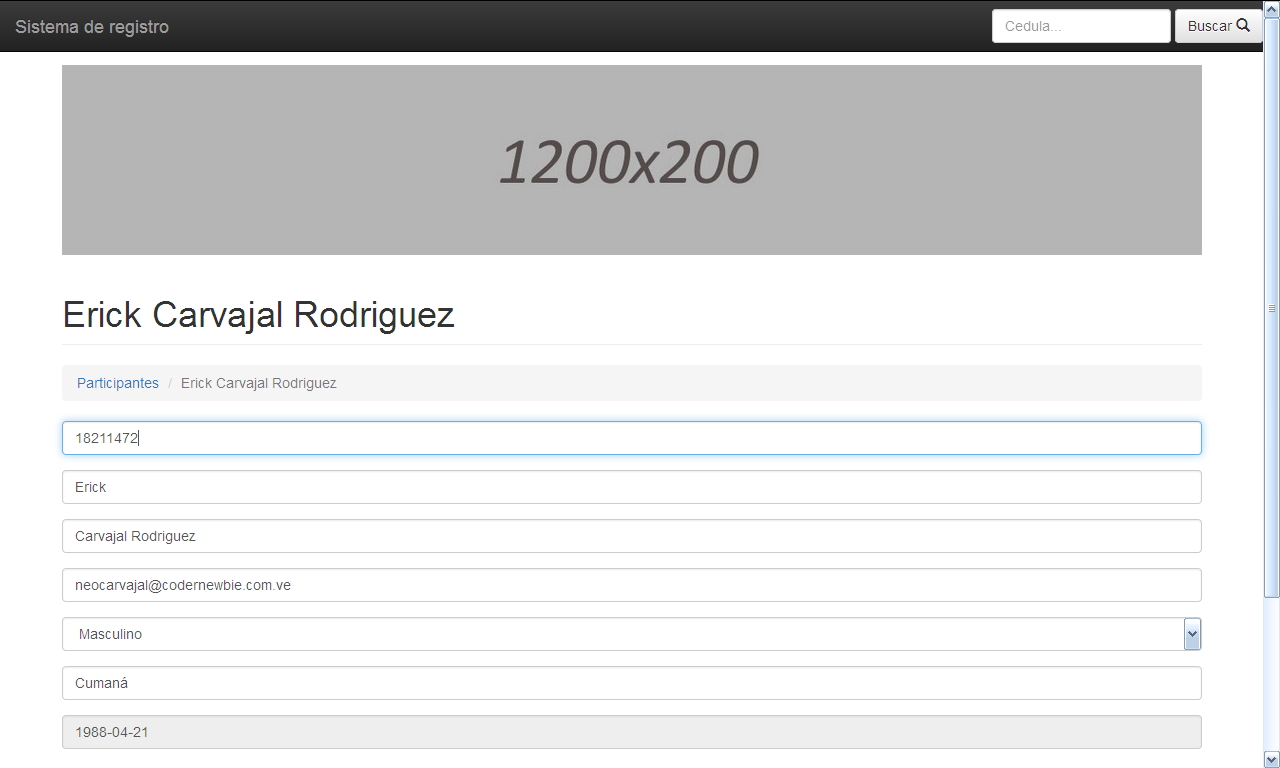 Sistema de registro
Cedula...
Buscar
1200x200
Erick Carvajal Rodriguez
Participantes / Erick Carvajal Rodriguez
18211472
Erick
Carvajal Rodriguez
neocarvajal@codernewbie.com.ve
Masculino
Cumaná
1988-04-21